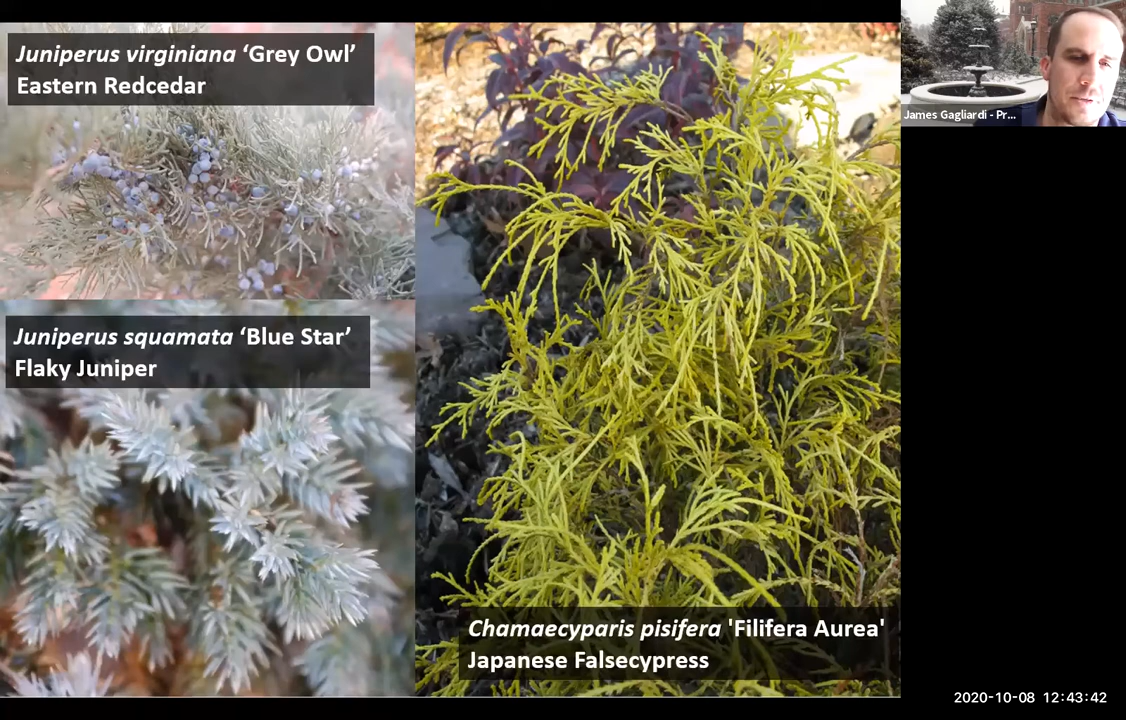 Juniperus virginiana ‘Grey Owl’
Eastern Redcedar
James Gagliardi - Pr...
Juniperus squamata ‘Blue Star’
Flaky Juniper
Chamaecyparis pisifera 'Filifera Aurea'
Japanese Falsecypress
2020-10-08 12:43:42